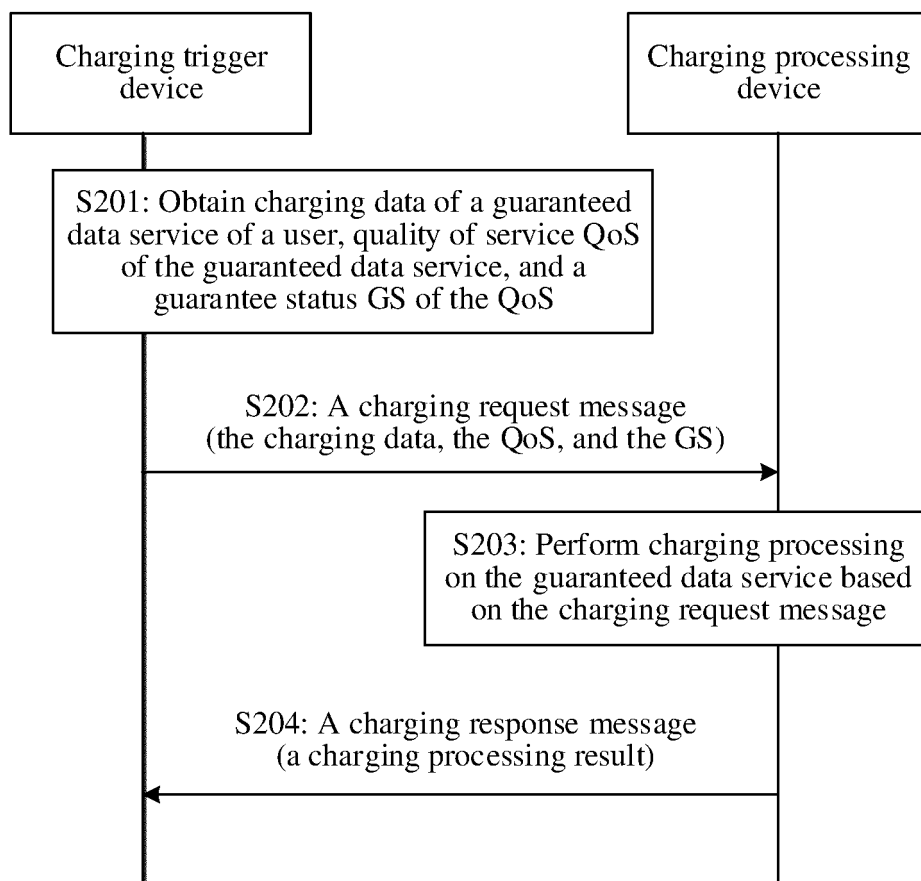 Charging trigger
device
Charging processing
device
S201: Obtain charging data of a guaranteed
data service of a user, quality of service QoS
of the guaranteed data service, and a
guarantee status GS of the QoS
S202: A charging request message
(the charging data, the QoS, and the GS)
S203: Perform charging processing
on the guaranteed data service based
on the charging request message
S204: A charging response message
(a charging processing result)